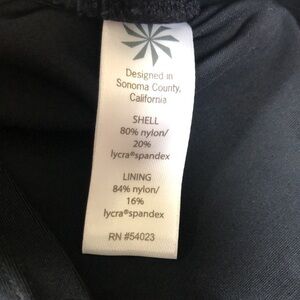 Designed in
Sonoma County,
California
SHELL
80% nylon/
20%
lycra®spandex
LINING
84% nylon/
16%
lycra®spandex
RN #54023